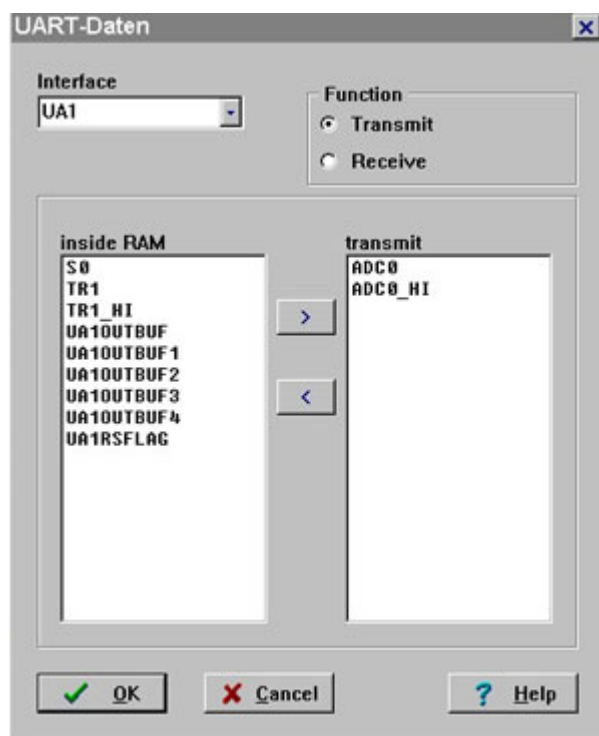 UART-Daten
Interface
UA1
Function
Transmit
Receive
inside RAM
S0
TR1
TR1_HI
UA1OUTBUF
UA1OUTBUF1
UA1OUTBUF2
UA1OUTBUF3
UA1OUTBUF4
UA1RSFLAG
>
<
transmit
ADC0
ADC0_HI
OK
Cancel
? Help